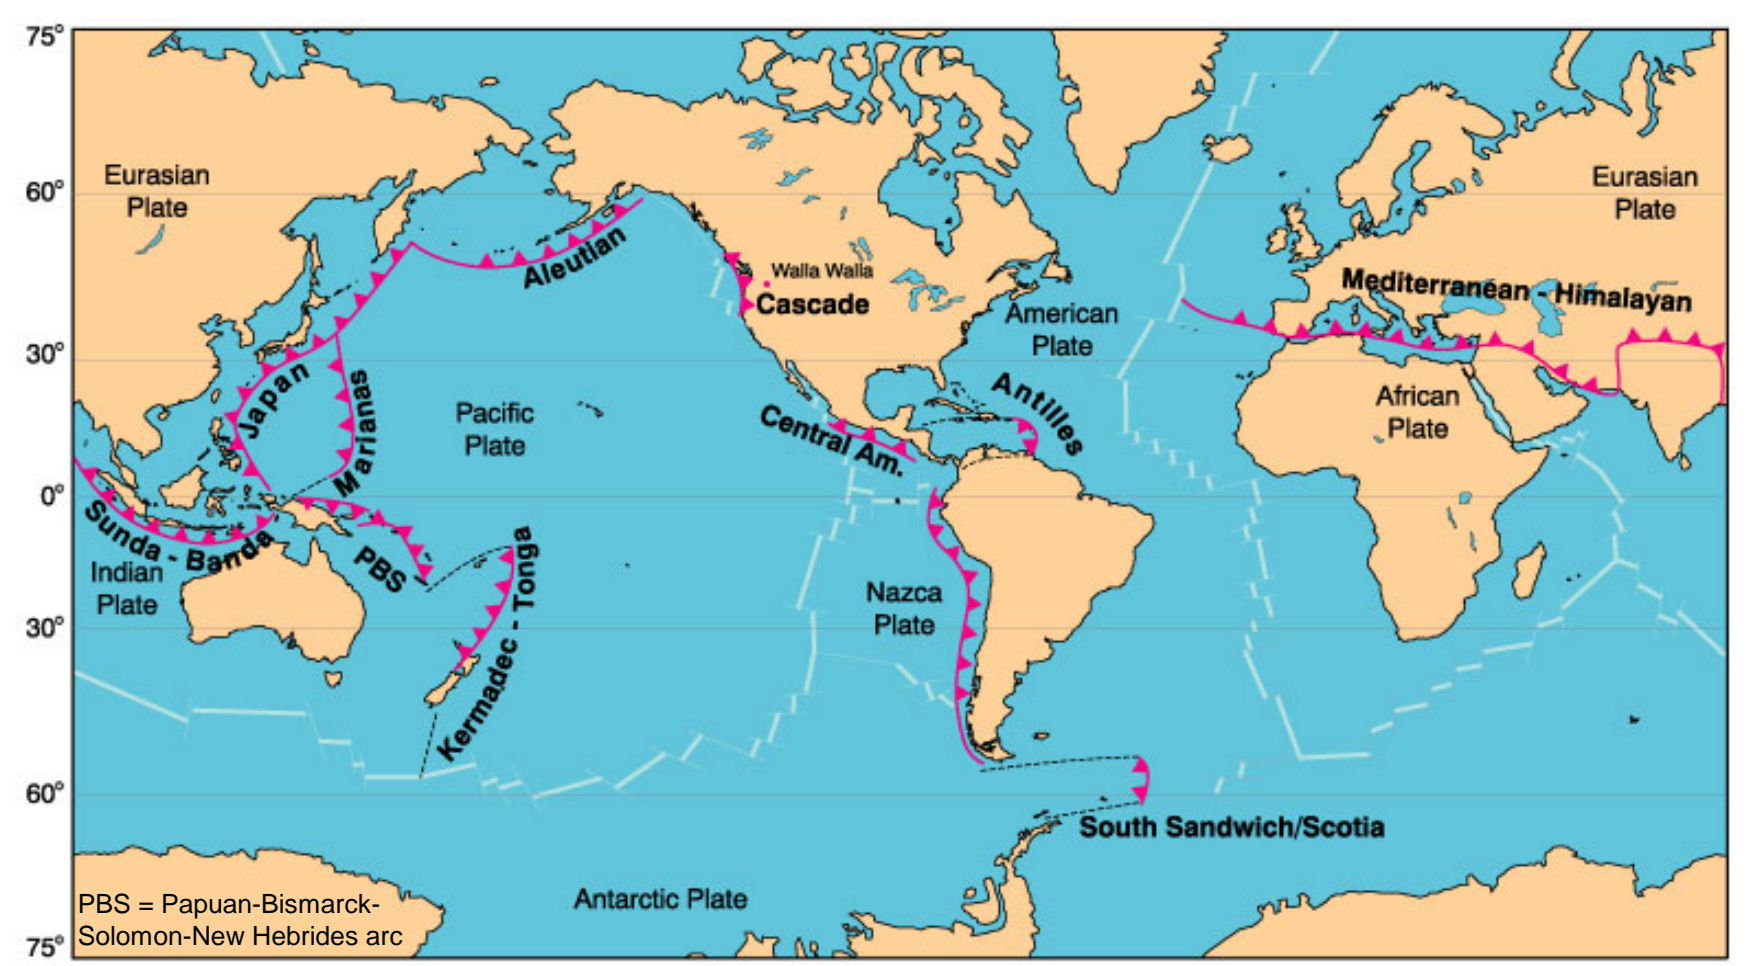 75°
60°
30°
0°
30°
60°
75°
Eurasian
Plate
Eurasian
Plate
Aleutian
Walla Walla
Cascade
American
Plate
Mediterranean - Himalayan
Japan
Marianas
Pacific
Plate
Central Am.
Antilles
African
Plate
Sunda - Banda
PBS
Kermadec - Tonga
Indian
Plate
Nazca
Plate
South Sandwich/Scotia
Antarctic Plate
PBS = Papuan-Bismarck-
Solomon-New Hebrides arc